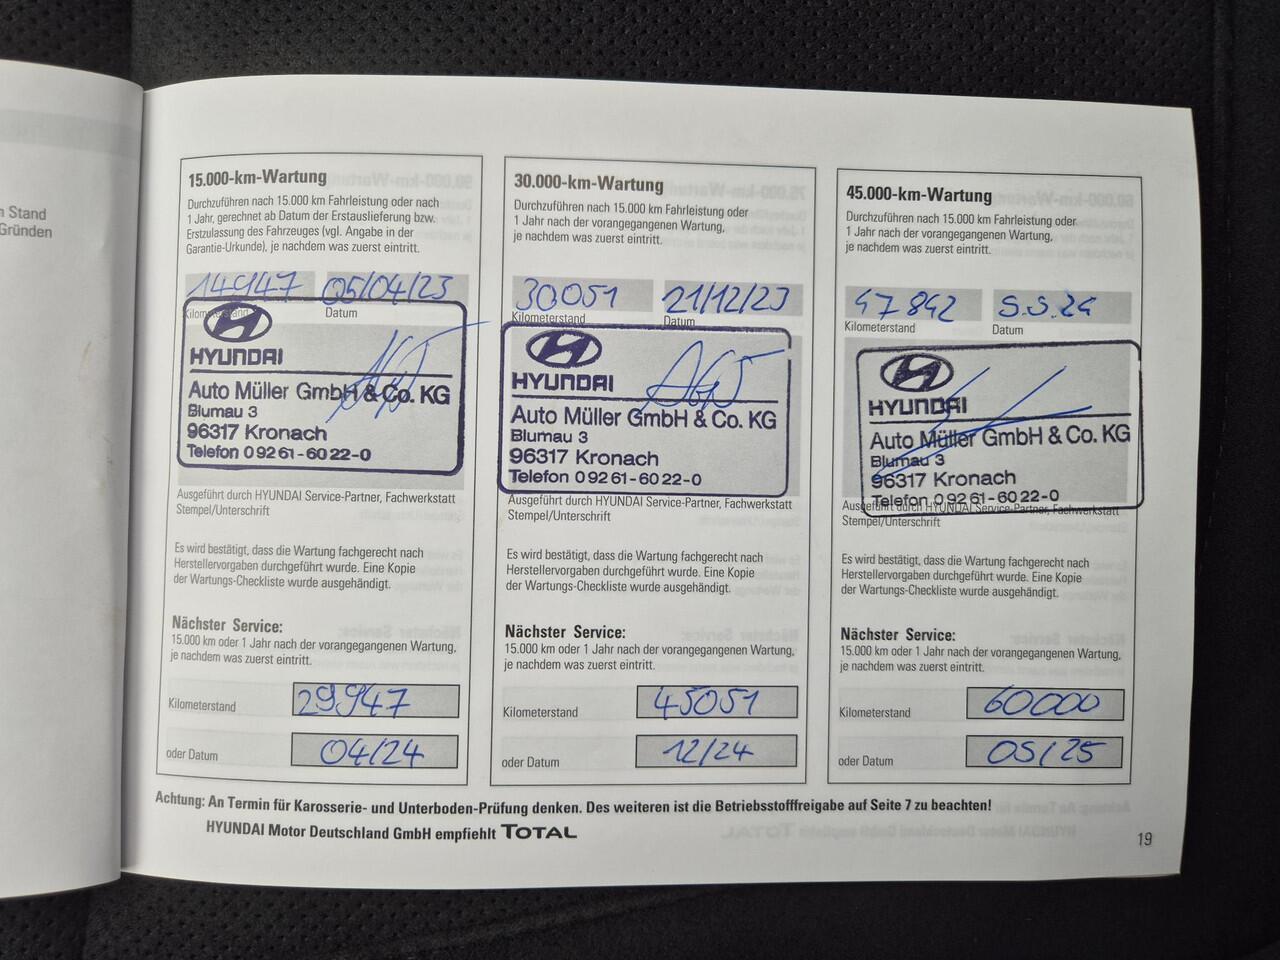 n Stand
Gründen
15.000-km-Wartung
Durchzuführen nach 15.000 km Fahrleistung oder nach
1 Jahr, gerechnet ab Datum der Erstauslieferung bzw.
Erstzulassung des Fahrzeuges (vgl. Angabe in der
Garantie-Urkunde), je nachdem was zuerst eintritt.
14947 05/04/23
Kilometerstand Datum
HYUNDAI
Auto Müller GmbH & Co. KG
Blumau 3
96317 Kronach
Telefon 0 92 61 - 60 22-0
Ausgeführt durch HYUNDAI Service-Partner, Fachwerkstatt
Stempel/Unterschrift
Es wird bestätigt, dass die Wartung fachgerecht nach
Herstellervorgaben durchgeführt wurde. Eine Kopie
der Wartungs-Checkliste wurde ausgehändigt.
Nächster Service:
15.000 km oder 1 Jahr nach der vorangegangenen Wartung,
je nachdem was zuerst eintritt.
Kilometerstand 29947
oder Datum 04/24
30.000-km-Wartung
Durchzuführen nach 15.000 km Fahrleistung oder
1 Jahr nach der vorangegangenen Wartung,
je nachdem was zuerst eintritt.
30051 21/12/23
Kilometerstand Datum
HYUNDAI
Auto Müller GmbH & Co. KG
Blumau 3
96317 Kronach
Telefon 0 92 61 - 60 22-0
Ausgeführt durch HYUNDAI Service-Partner, Fachwerkstatt
Stempel/Unterschrift
Es wird bestätigt, dass die Wartung fachgerecht nach
Herstellervorgaben durchgeführt wurde. Eine Kopie
der Wartungs-Checkliste wurde ausgehändigt.
Nächster Service:
15.000 km oder 1 Jahr nach der vorangegangenen Wartung,
je nachdem was zuerst eintritt.
Kilometerstand 45051
oder Datum 12/24
45.000-km-Wartung
Durchzuführen nach 15.000 km Fahrleistung oder
1 Jahr nach der vorangegangenen Wartung,
je nachdem was zuerst eintritt.
47842 5.5.24
Kilometerstand Datum
HYUNDAI
Auto Müller GmbH & Co. KG
Blumau 3
96317 Kronach
Telefon 0 92 61 - 60 22-0
Ausgeführt durch HYUNDAI Service-Partner, Fachwerkstatt
Stempel/Unterschrift
Es wird bestätigt, dass die Wartung fachgerecht nach
Herstellervorgaben durchgeführt wurde. Eine Kopie
der Wartungs-Checkliste wurde ausgehändigt.
Nächster Service:
15.000 km oder 1 Jahr nach der vorangegangenen Wartung,
je nachdem was zuerst eintritt.
Kilometerstand 60000
oder Datum 05/25
Achtung: An Termin für Karosserie- und Unterboden-Prüfung denken. Des weiteren ist die Betriebsstofffreigabe auf Seite 7 zu beachten!
HYUNDAI Motor Deutschland GmbH empfiehlt TOTAL
19